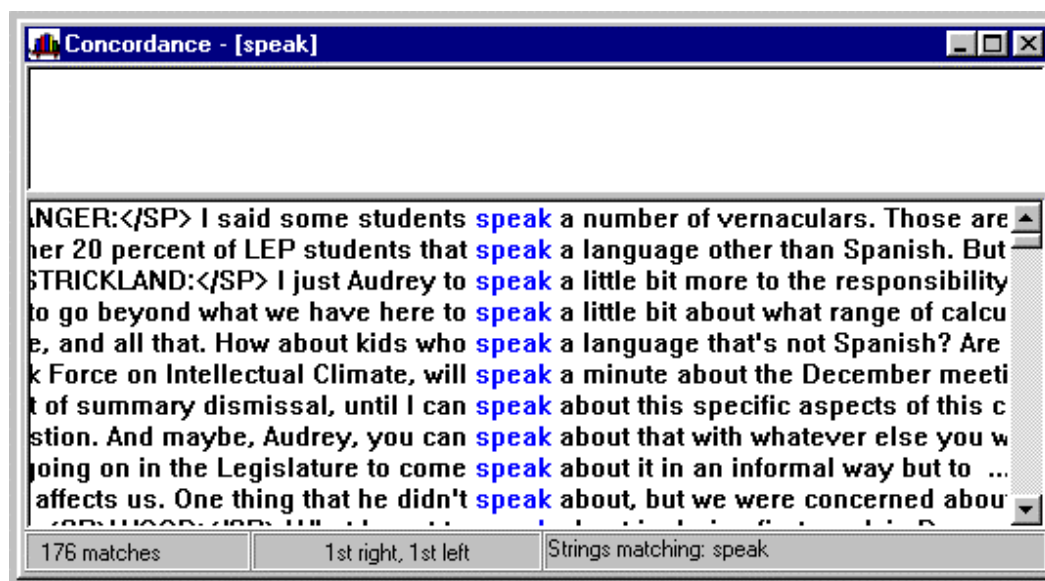 Concordance - [speak]
NGER:</SP> I said some students speak a number of vernaculars. Those are
her 20 percent of LEP students that speak a language other than Spanish. But
STRICKLAND:</SP> I just Audrey to speak a little bit more to the responsibility
to go beyond what we have here to speak a little bit about what range of calcu
e, and all that. How about kids who speak a language that's not Spanish? Are
k Force on Intellectual Climate, will speak a minute about the December meeti
t of summary dismissal, until I can speak about this specific aspects of this c
stion. And maybe, Audrey, you can speak about that with whatever else you w
going on in the Legislature to come speak about it in an informal way but to ...
affects us. One thing that he didn't speak about, but we were concerned abou
176 matches
1st right, 1st left
Strings matching: speak